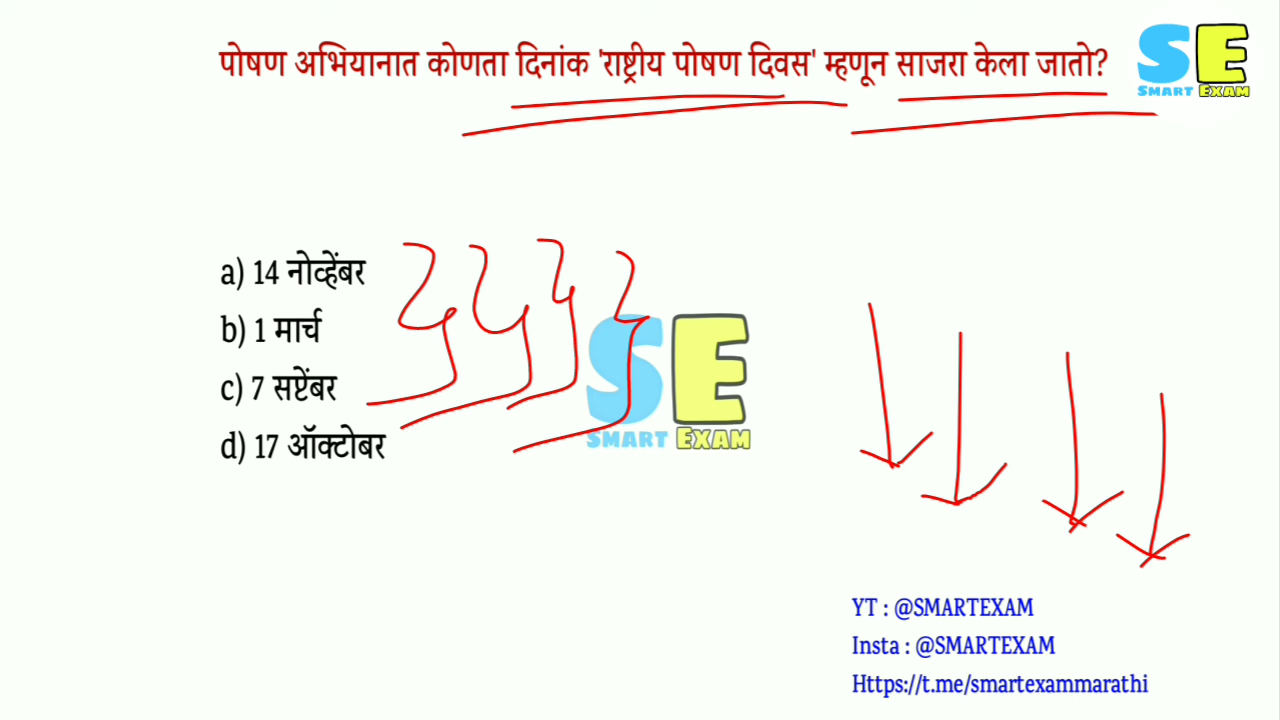 पोषण अभियानात कोणता दिनांक 'राष्ट्रीय पोषण दिवस' म्हणून साजरा केला जातो?
SE
SMART EXAM
a) 14 नोव्हेंबर
b) 1 मार्च
c) 7 सप्टेंबर
d) 17 ऑक्टोबर
SE
SMART EXAM
YT : @SMARTEXAM
Insta : @SMARTEXAM
Https://t.me/smartexammarathi